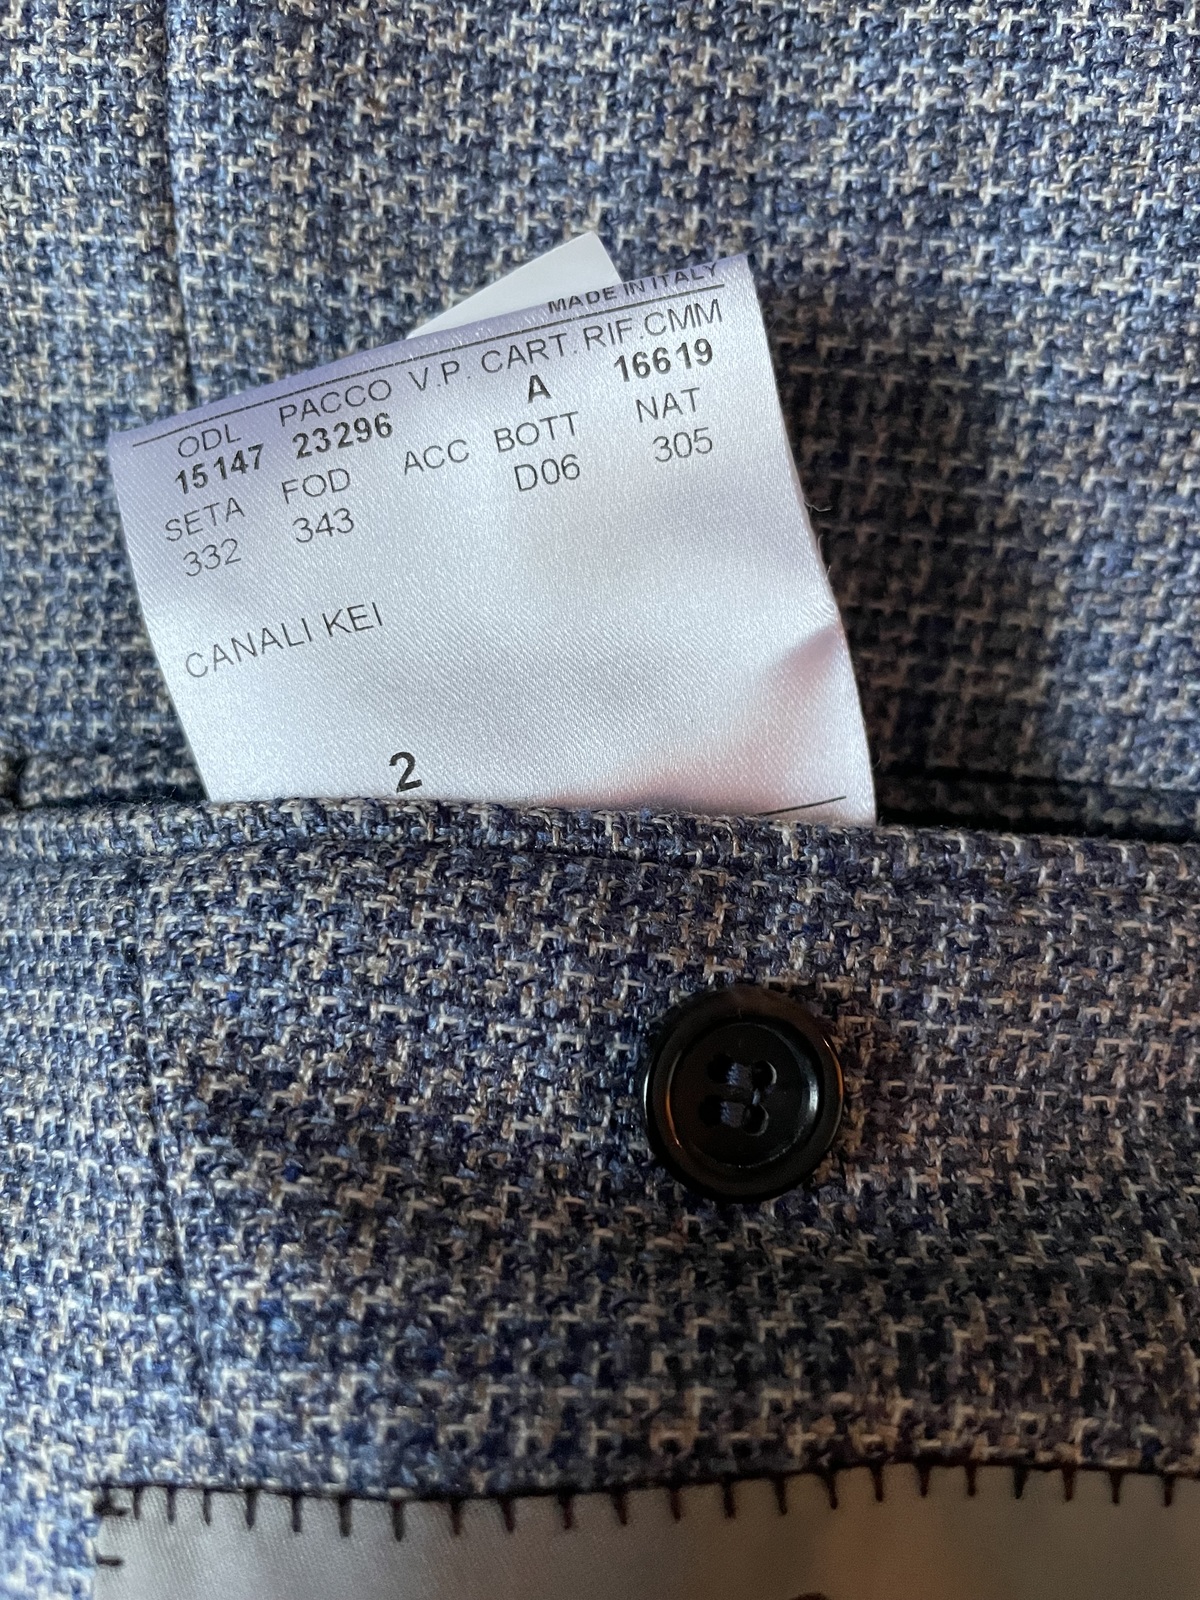 MADE IN ITALY
ODL PACCO V.P. CART. RIF.CMM
15147 23296 A 16619
SETA FOD ACC BOTT NAT
332 343 D06 305
CANALI KEI
2